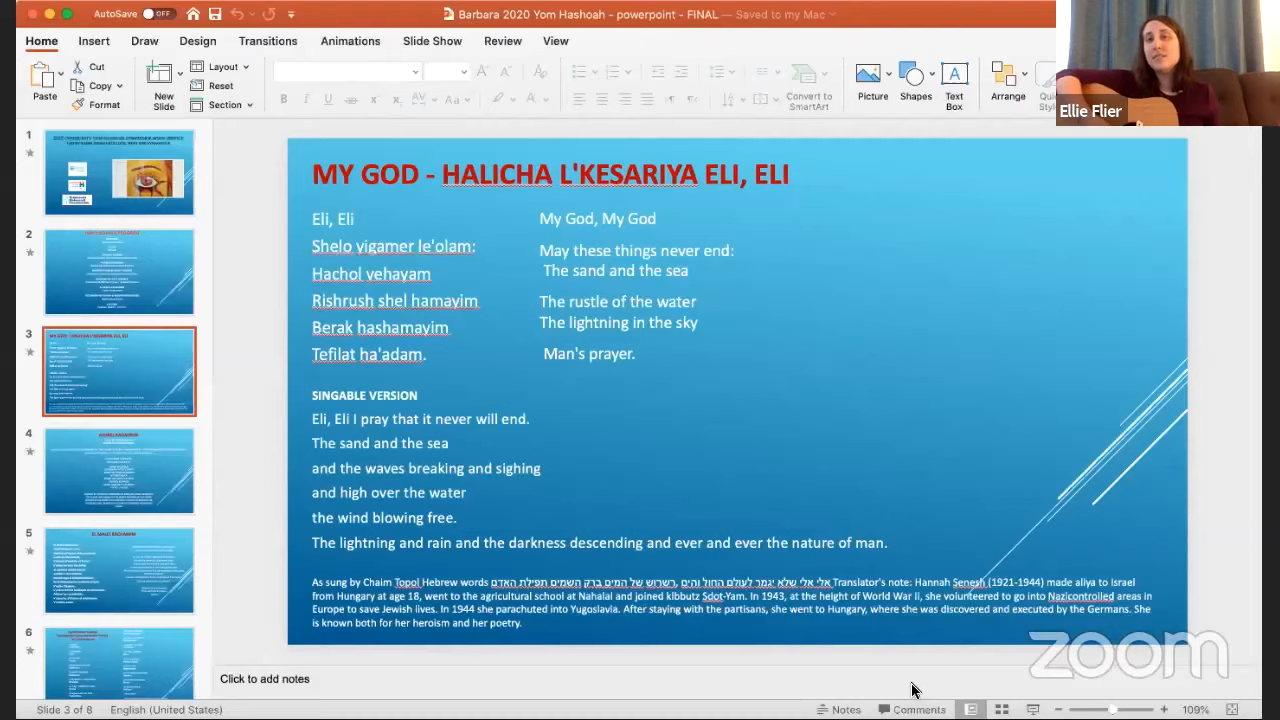 AutoSave OFF
Barbara 2020 Yom Hashoah - powerpoint - FINAL — Saved to my Mac
Home Insert Draw Design Transitions Animations Slide Show Review View
Paste
Cut
Copy
Format
New Slide
Layout
Reset
Section
Convert to SmartArt
Picture
Shapes
Text Box
Arrange
Ellie Flier
1
2
3
4
5
6
MY GOD - HALICHA L'KESARIYA ELI, ELI
Eli, Eli
Shelo yigamer le'olam:
Hachol vehayam
Rishrush shel hamayim
Berak hashamayim
Tefilat ha'adam.
My God, My God
May these things never end:
The sand and the sea
The rustle of the water
The lightning in the sky
Man's prayer.
SINGABLE VERSION
Eli, Eli I pray that it never will end.
The sand and the sea
and the waves breaking and sighing
and high over the water
the wind blowing free.
The lightning and rain and the darkness descending and ever and ever the nature of man.
As sung by Chaim Topol Hebrew words: אלי אלי שלא יגמר לעולם החול והים, רשרוש של המים ברק השמים תפילת Translator's note: Hannah Senesh (1921-1944) made aliya to Israel
from Hungary at age 18, went to the agricultural school at Nahalal and joined kibbutz Sdot-Yam. In 1943, at the height of World War Ii, she volunteered to go into Nazicontrolled areas in
Europe to save Jewish lives. In 1944 she parachuted into Yugoslavia. After staying with the partisans, she went to Hungary, where she was discovered and executed by the Germans. She
is known both for her heroism and her poetry.
zoom
Click to add notes
Slide 3 of 8 English (United States) Notes Comments 109%